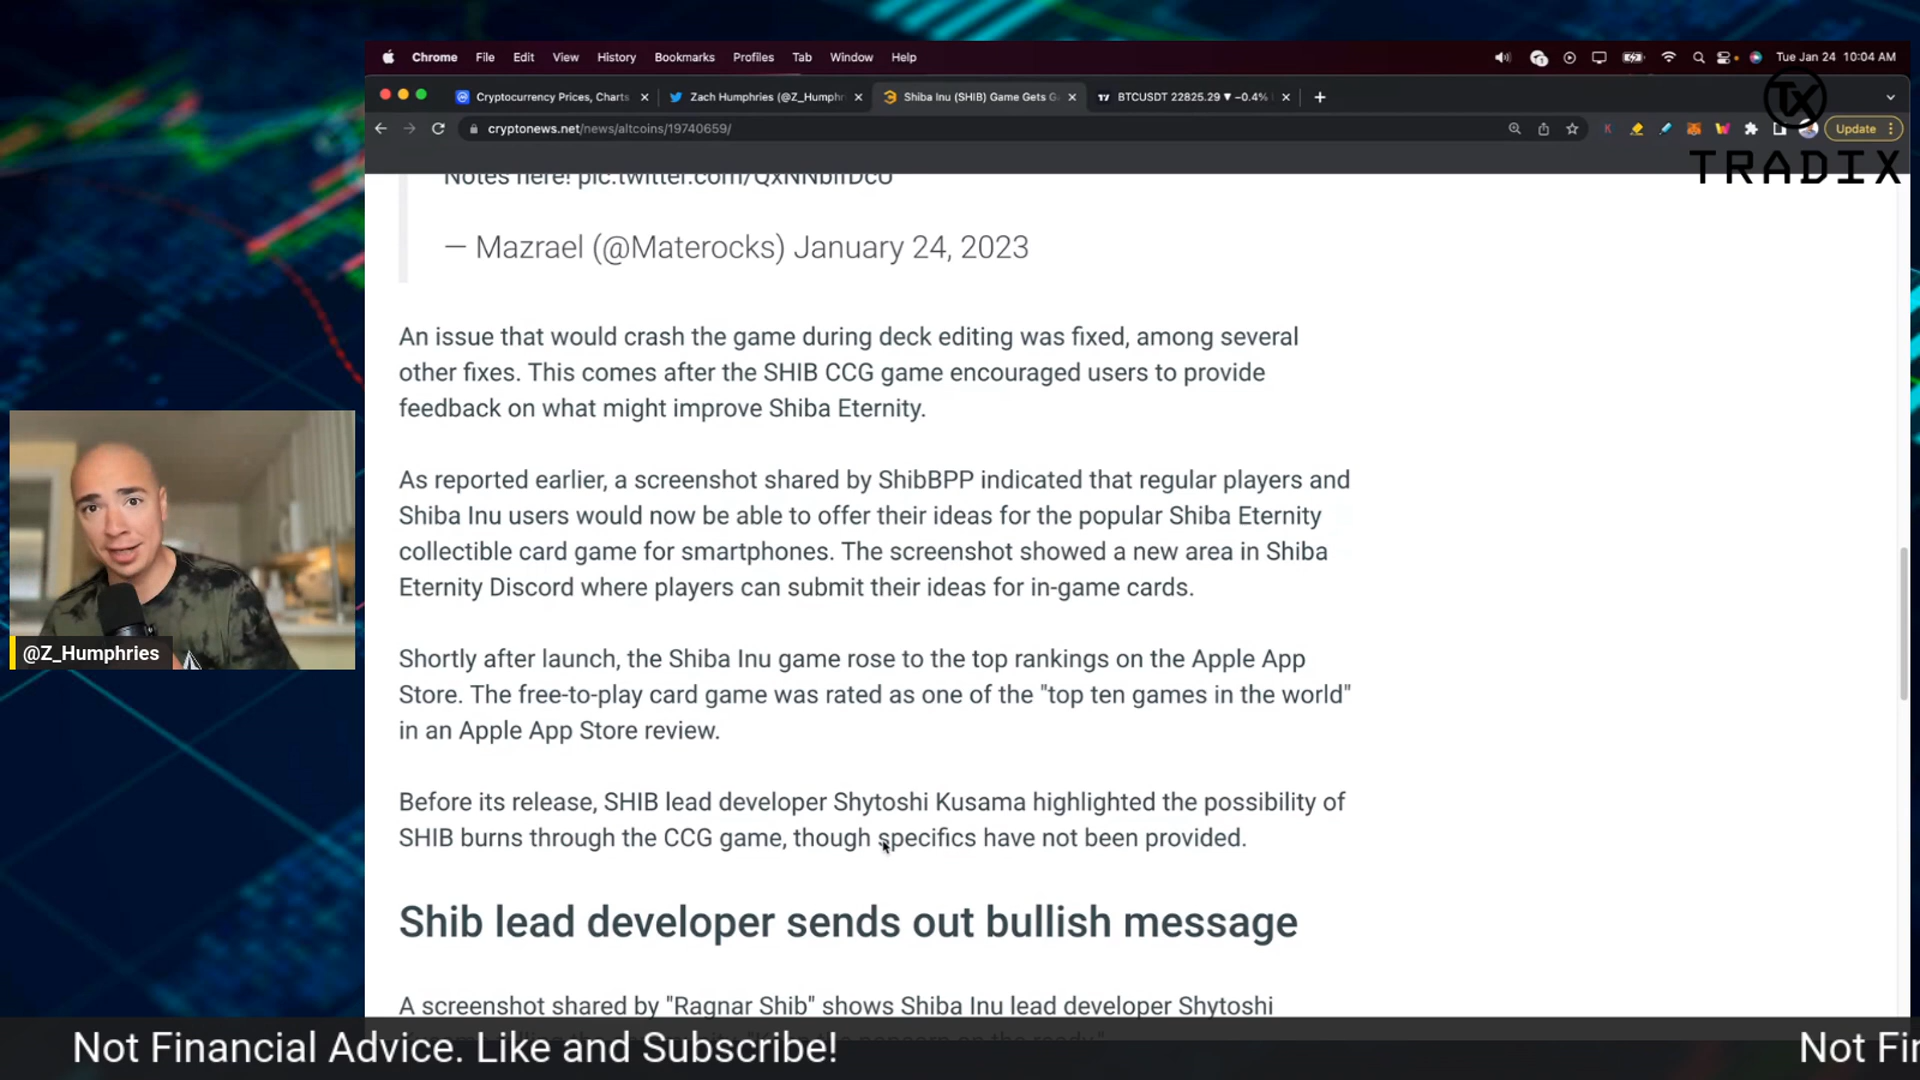 Chrome File Edit View History Bookmarks Profiles Tab Window Help
Tue Jan 24 10:04 AM
Cryptocurrency Prices, Charts
Zach Humphries (@Z_Humphr
Shiba Inu (SHIB) Game Gets G
BTCUSDT 22825.29 ▼ −0.4%
cryptonews.net/news/altcoins/19740659/
Update
TRADIX
Notes here!
— Mazrael (@Materocks) January 24, 2023
An issue that would crash the game during deck editing was fixed, among several
other fixes. This comes after the SHIB CCG game encouraged users to provide
feedback on what might improve Shiba Eternity.
As reported earlier, a screenshot shared by ShibBPP indicated that regular players and
Shiba Inu users would now be able to offer their ideas for the popular Shiba Eternity
collectible card game for smartphones. The screenshot showed a new area in Shiba
Eternity Discord where players can submit their ideas for in-game cards.
Shortly after launch, the Shiba Inu game rose to the top rankings on the Apple App
Store. The free-to-play card game was rated as one of the "top ten games in the world"
in an Apple App Store review.
Before its release, SHIB lead developer Shytoshi Kusama highlighted the possibility of
SHIB burns through the CCG game, though specifics have not been provided.
Shib lead developer sends out bullish message
A screenshot shared by "Ragnar Shib" shows Shiba Inu lead developer Shytoshi
@Z_Humphries
Not Financial Advice. Like and Subscribe!
Not Fin